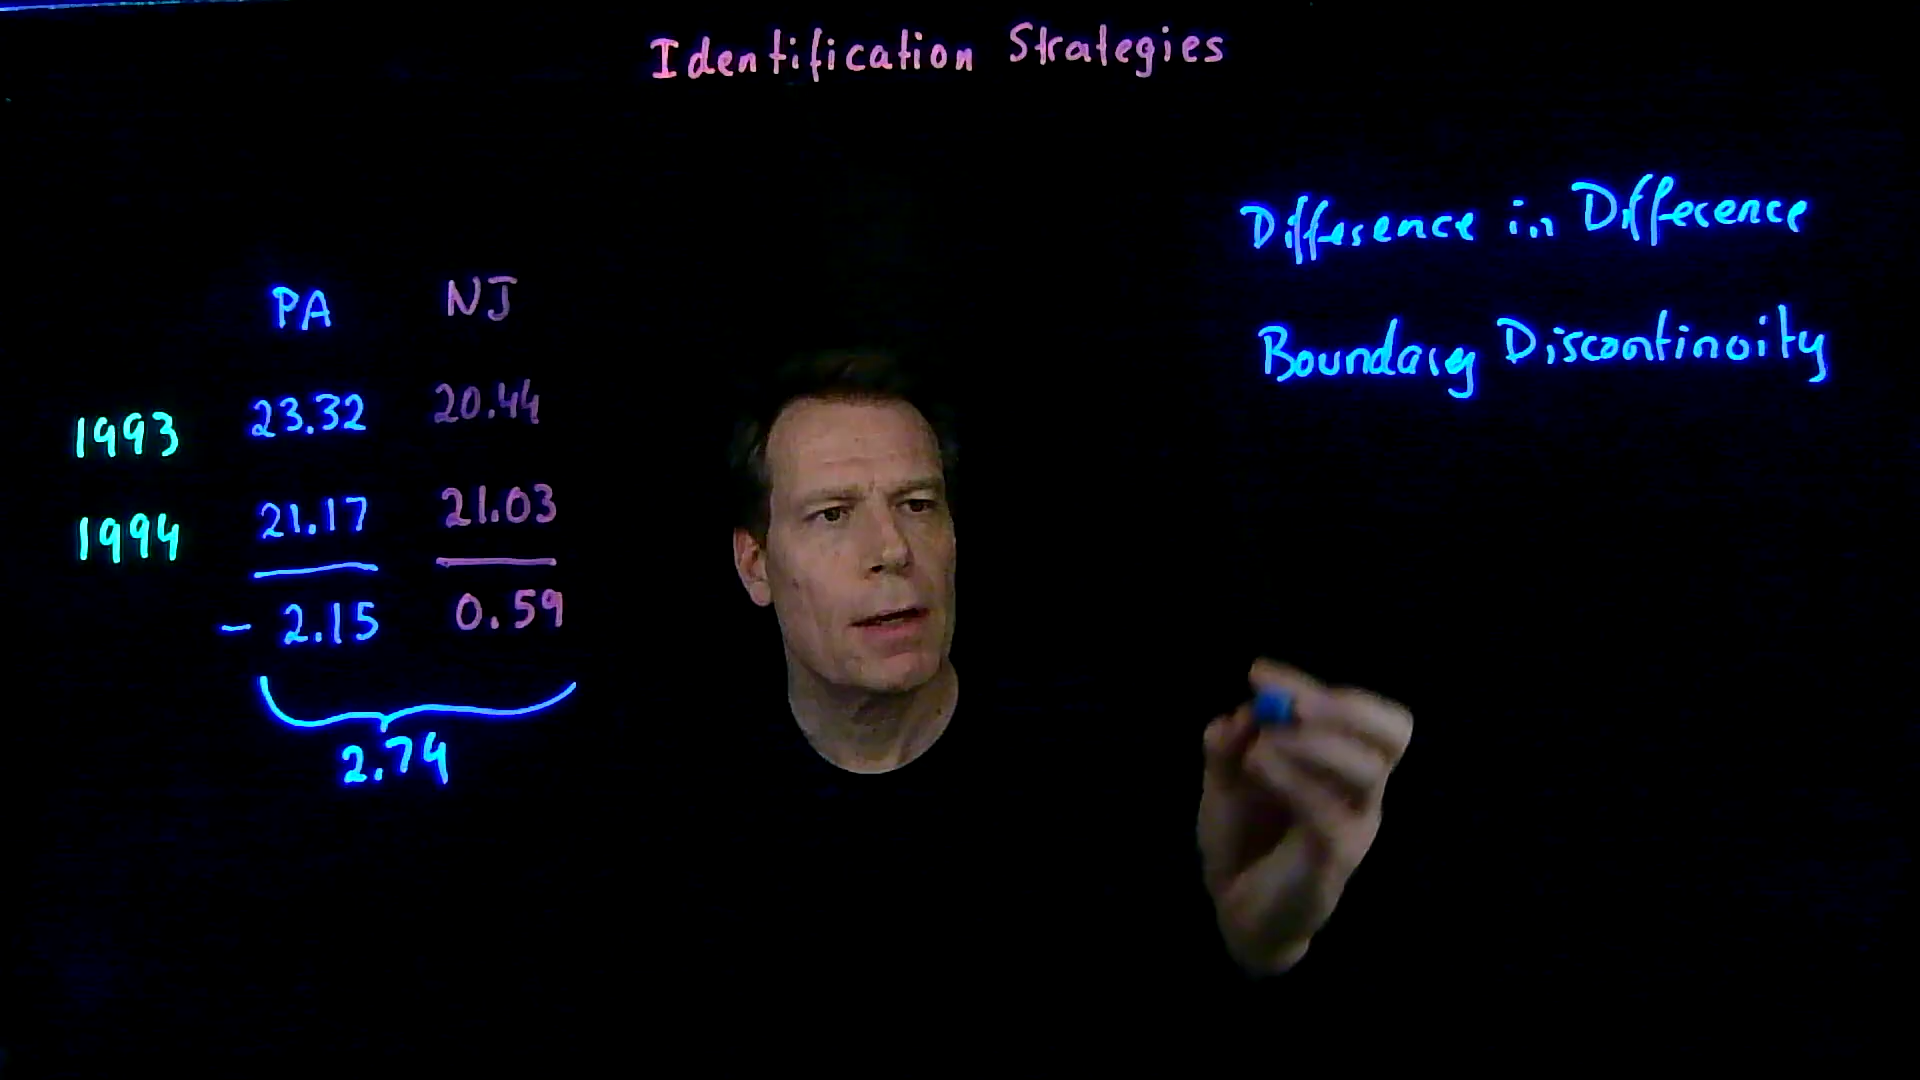 Identification Strategies
Difference in Difference
Boundary Discontinuity
PA NJ
1993 23.32 20.44
1994 21.17 21.03
- 2.15 0.59
2.74